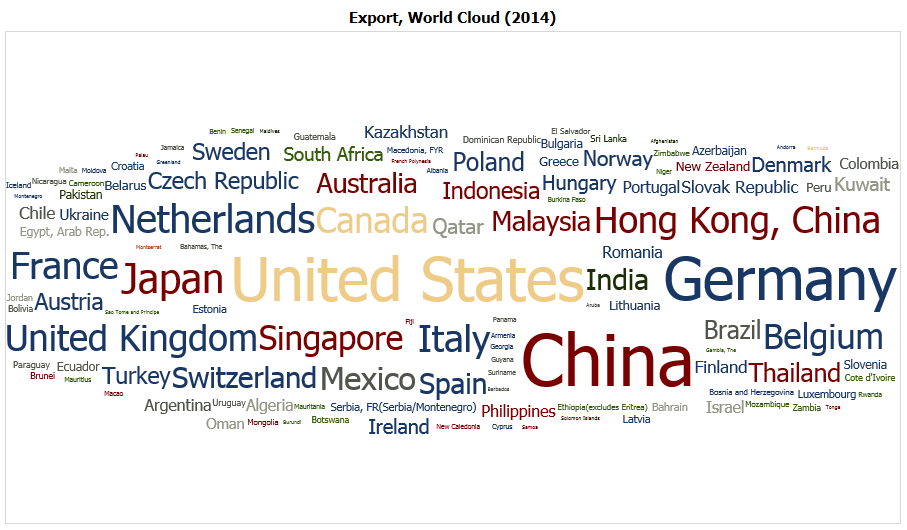 Export, World Cloud (2014)
Benin Senegal Maldives
Guatemala Kazakhstan Dominican Republic El Salvador Bulgaria Sri Lanka Afghanistan
Palau Jamaica Greenland Sweden South Africa Macedonia, FYR French Polynesia Poland Greece Norway Zimbabwe Azerbaijan Andorra Bermuda
Malta Moldova Croatia Albania Niger New Zealand Denmark Colombia
Iceland Nicaragua Cameroon Belarus Czech Republic Australia Indonesia Hungary Portugal Slovak Republic Peru Kuwait
Montenegro Pakistan Burkina Faso
Chile Ukraine Netherlands Canada Qatar Malaysia Hong Kong, China
Egypt, Arab Rep.
Montserrat Bahamas, The Romania
France Japan United States India Germany
Jordan Austria Aruba Lithuania
Bolivia Sao Tome and Principe Estonia
Fiji Panama
United Kingdom Singapore Italy Armenia Brazil Belgium
Georgia Gambia, The
Paraguay Ecuador Guyana China Finland Thailand Slovenia
Brunei Mauritius Turkey Switzerland Mexico Spain Suriname Cote d'Ivoire
Macao Barbados Bosnia and Herzegovina Luxembourg Rwanda
Argentina Uruguay Algeria Mauritania Serbia, FR(Serbia/Montenegro) Philippines Ethiopia(excludes Eritrea) Bahrain Israel Mozambique Zambia Tonga
Oman Mongolia Burundi Botswana Ireland New Caledonia Cyprus Samoa Solomon Islands Latvia